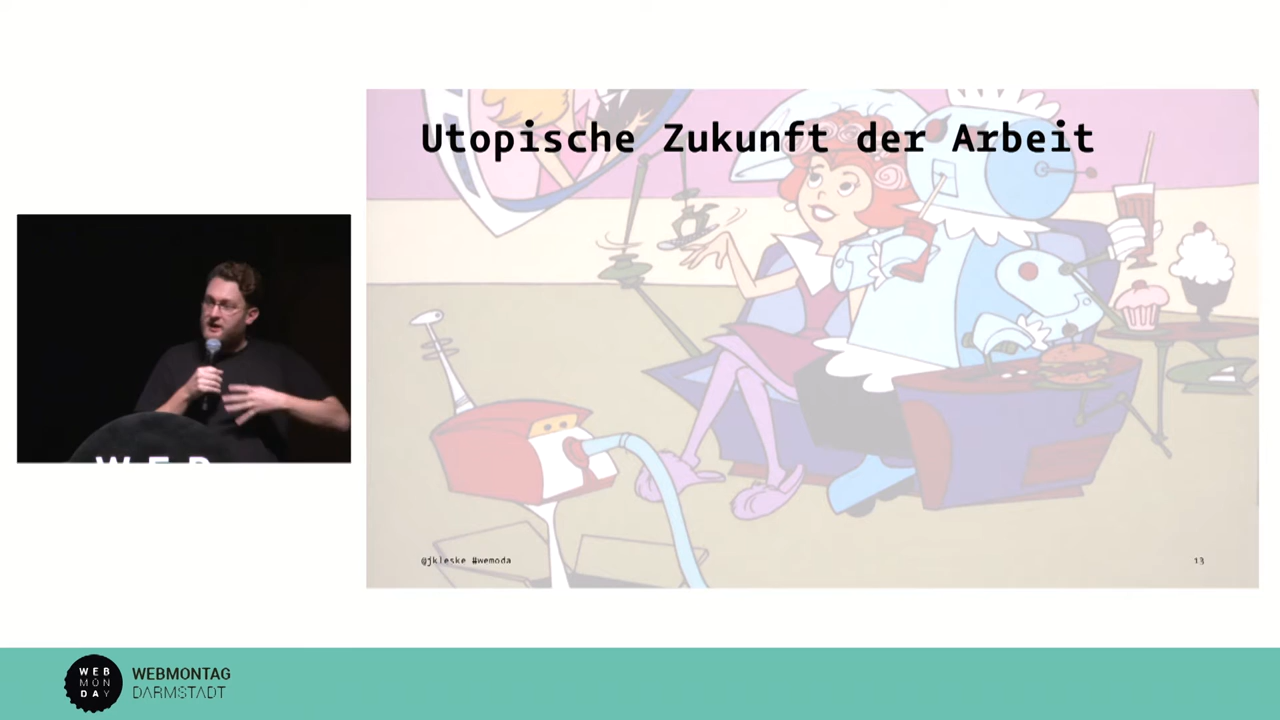 Utopische Zukunft der Arbeit
@jkleske #wemoda
13
WEB
MON
DAY
WEBMONTAG
DARMSTADT